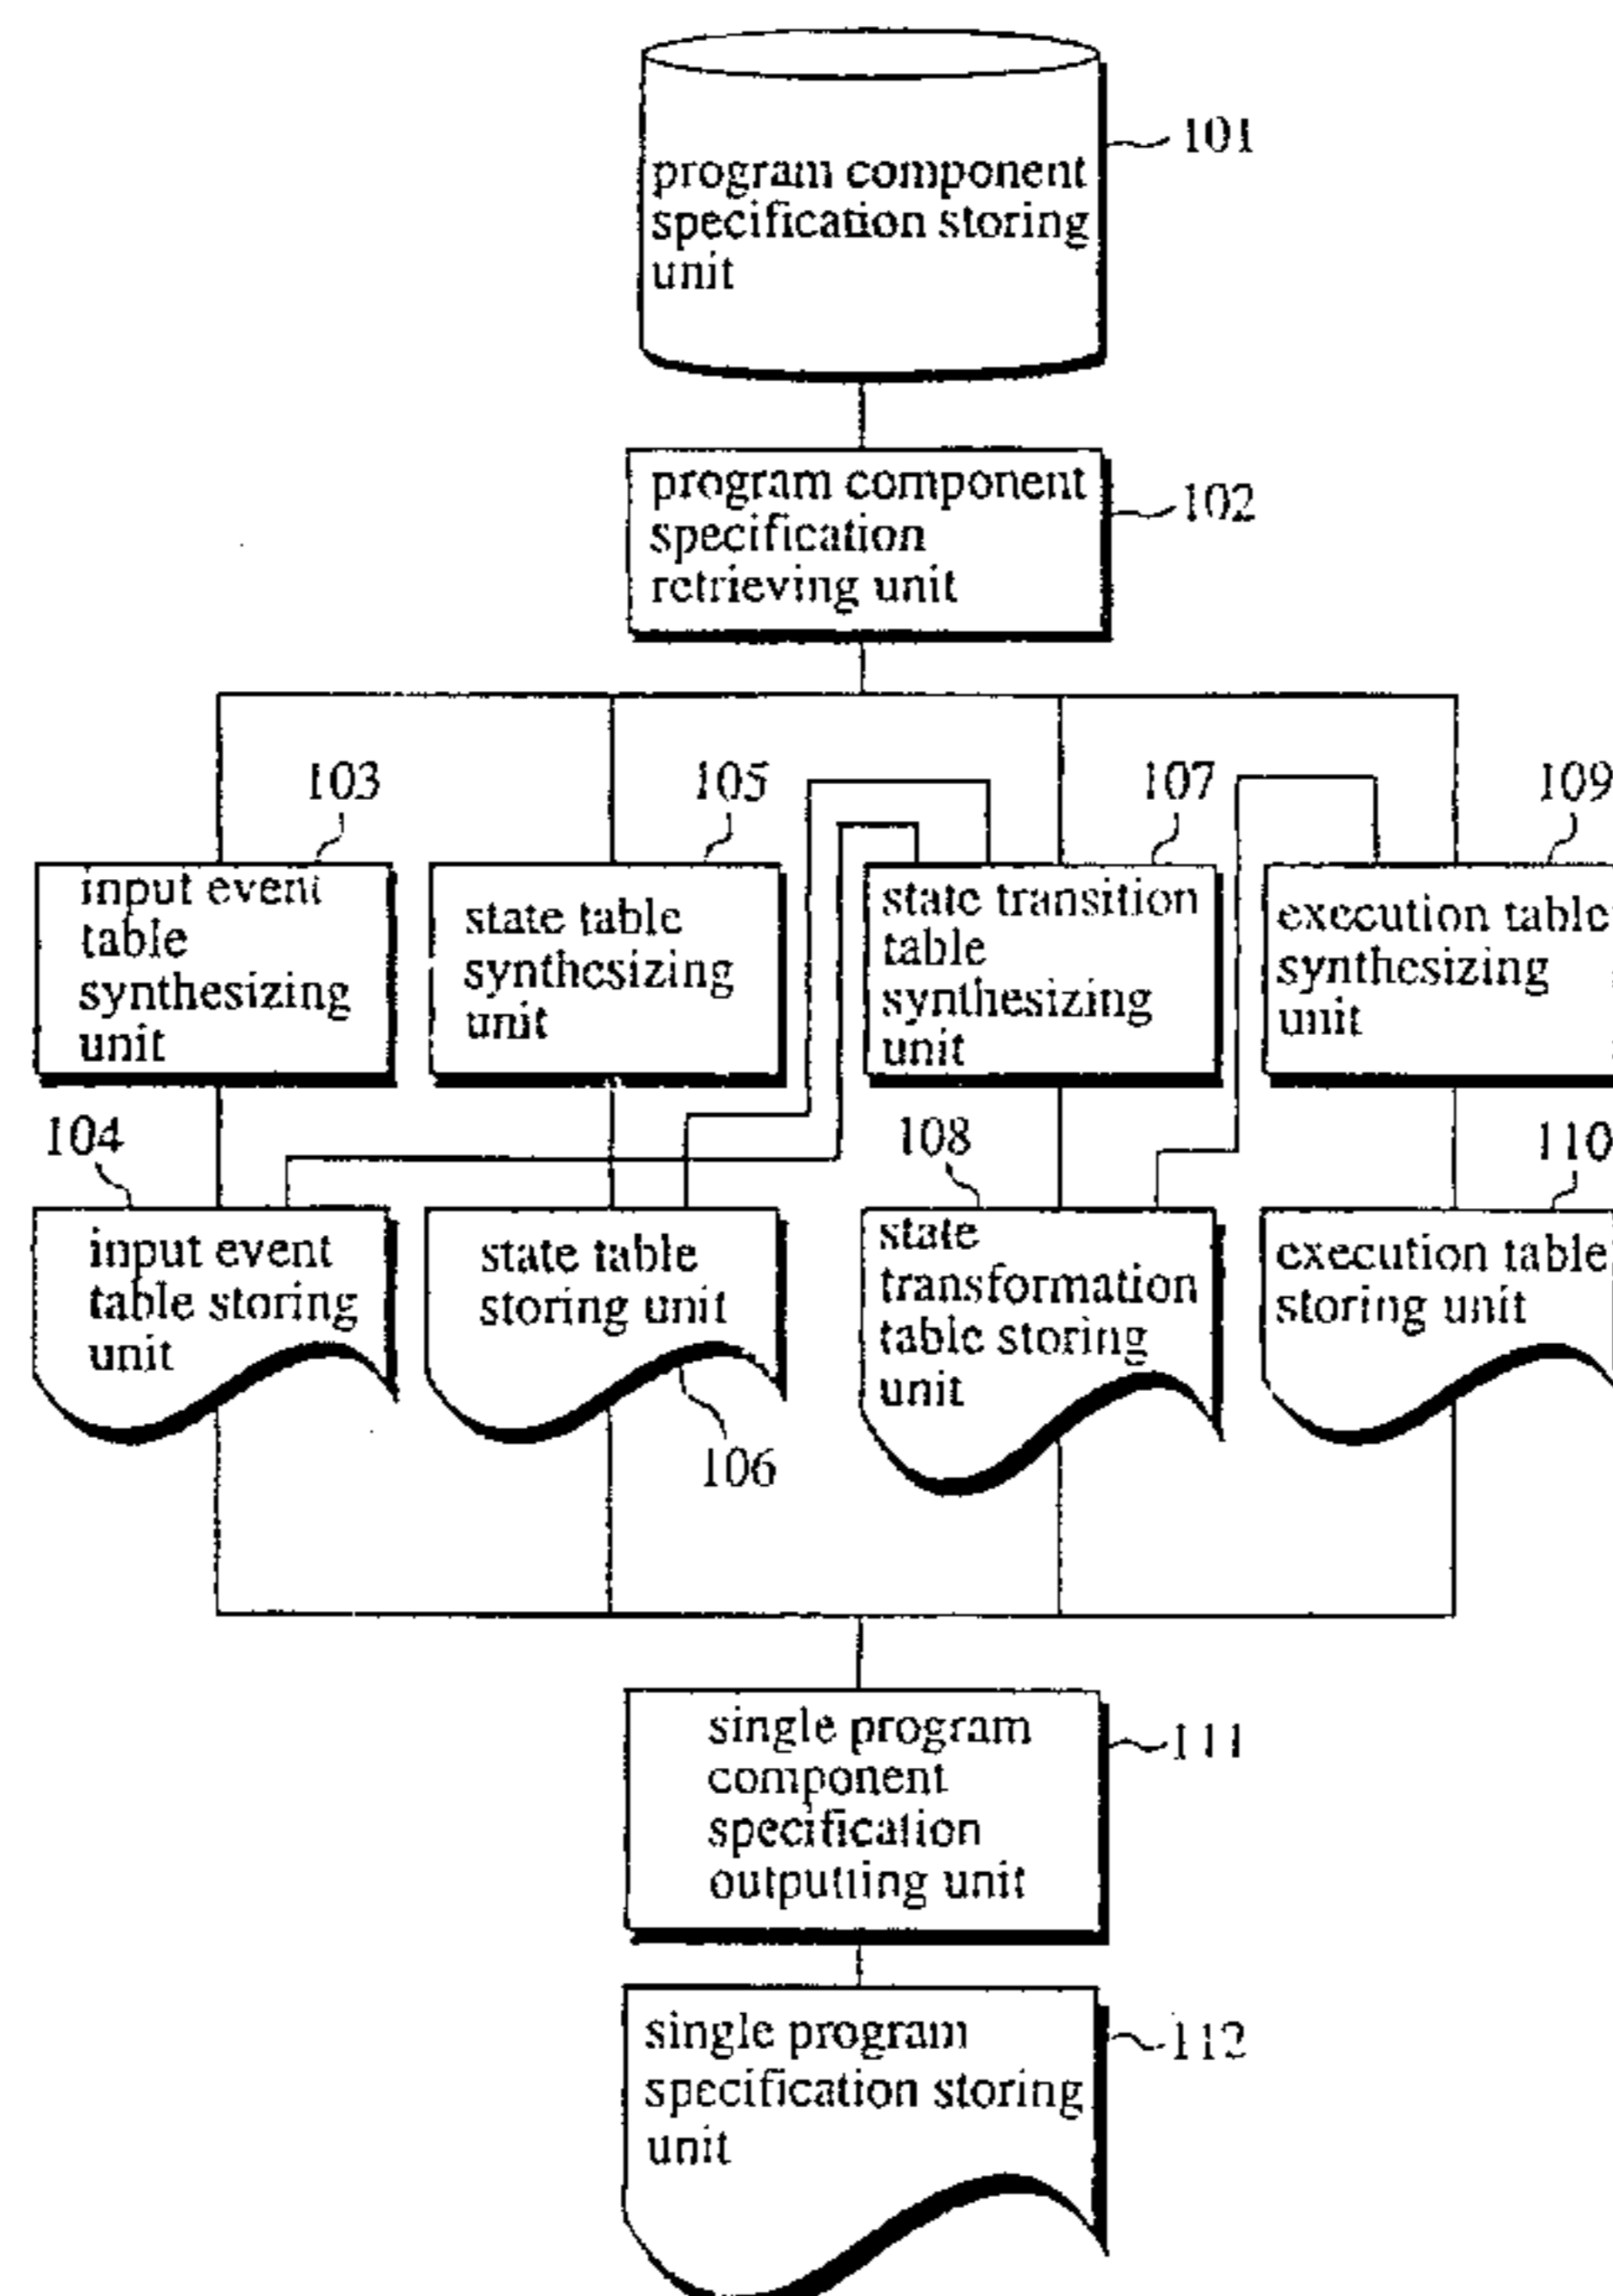 program component
specification storing
unit
101
program component
specification
retrieving unit
102
103
105
107
109
input event
table
synthesizing
unit
state table
synthesizing
unit
state transition
table
synthesizing
unit
execution table
synthesizing
unit
104
108
110
input event
table storing
unit
state table
storing unit
state
transformation
table storing
unit
execution table
storing unit
106
single program
component
specification
outputting unit
111
single program
specification storing
unit
112